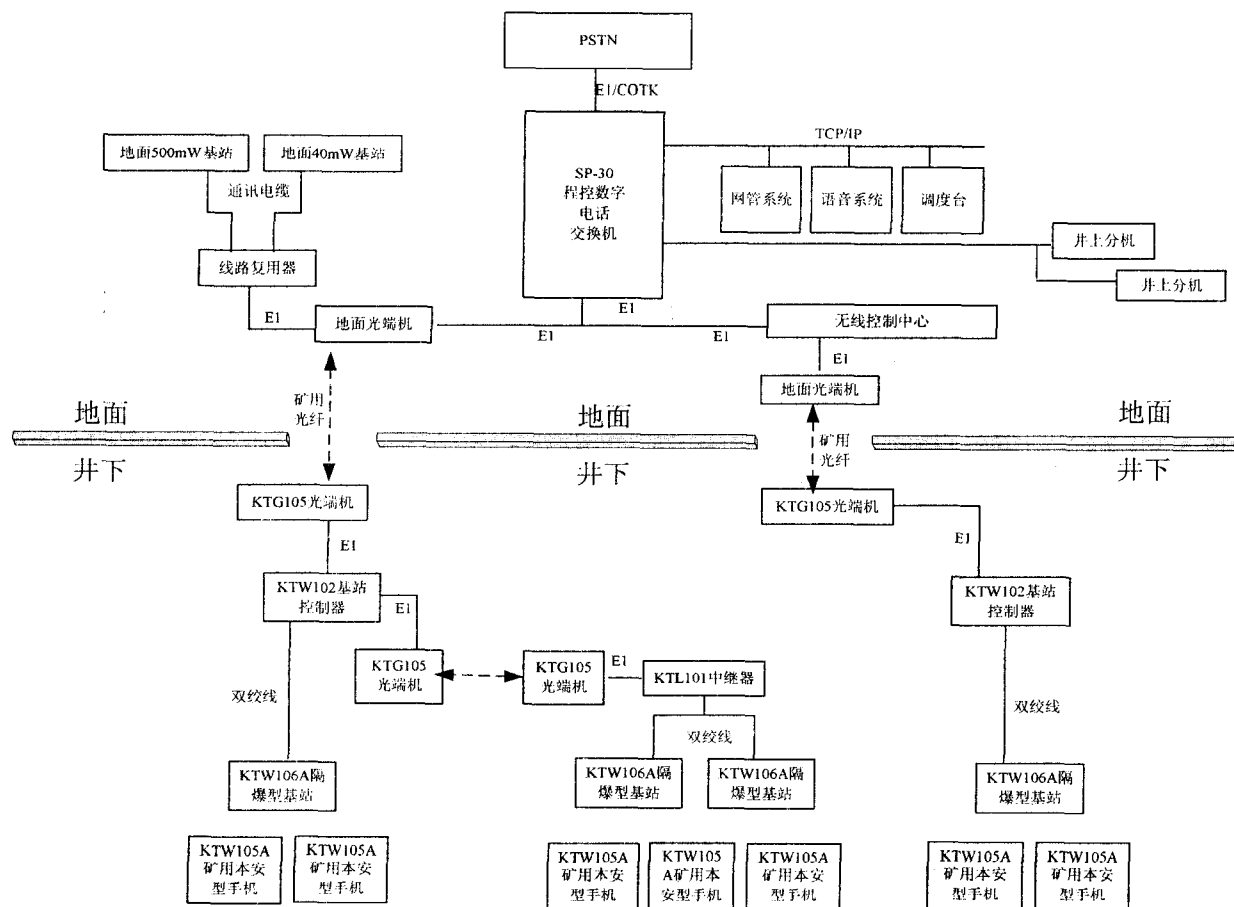 PSTN
E1/COTK
TCP/IP
地面500mW基站
地面40mW基站
通讯电缆
SP-30
程控数字
电话
交换机
网管系统
语音系统
调度台
井上分机
井上分机
线路复用器
E1
地面光端机
E1
E1
E1
无线控制中心
E1
地面光端机
矿用
光纤
矿用
光纤
地面
地面
地面
井下
井下
井下
KTG105光端机
KTG105光端机
E1
E1
KTW102基站
控制器
E1
KTW102基站
控制器
KTG105
光端机
KTG105
光端机
E1
KTL101中继器
双绞线
双绞线
双绞线
KTW106A隔
爆型基站
KTW106A隔
爆型基站
KTW106A隔
爆型基站
KTW106A隔
爆型基站
KTW105A
矿用本安
型手机
KTW105A
矿用本安
型手机
KTW105A
矿用本安
型手机
KTW105
A矿用本
安型手机
KTW105A
矿用本安
型手机
KTW105A
矿用本安
型手机
KTW105A
矿用本安
型手机